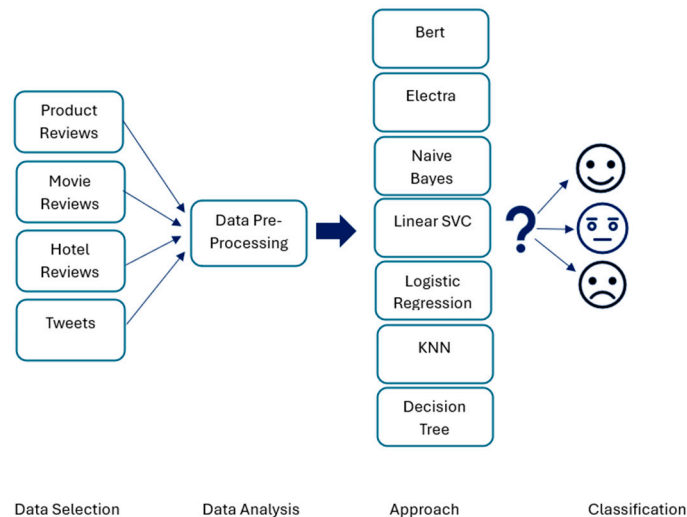 Product
Reviews
Movie
Reviews
Hotel
Reviews
Tweets
Data Pre-
Processing
Bert
Electra
Naive
Bayes
Linear SVC
Logistic
Regression
KNN
Decision
Tree
?
Data Selection
Data Analysis
Approach
Classification